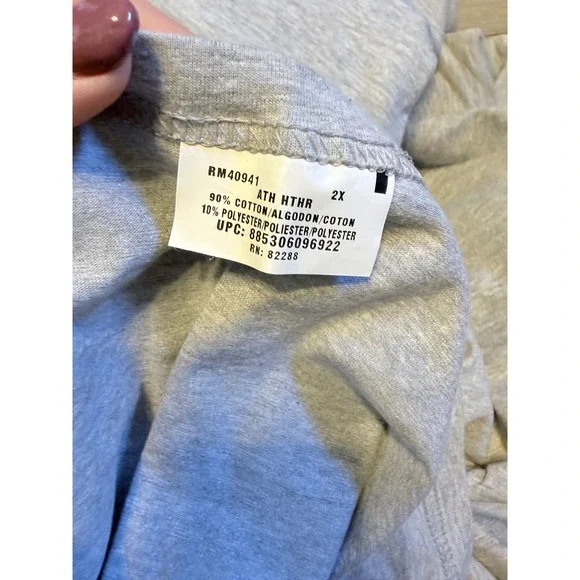 RM40941
ATH HTHR 2X
90% COTTON/ALGODON/COTON
10% POLYESTER/POLIESTER/POLYESTER
UPC: 885306096922
RN: 82288